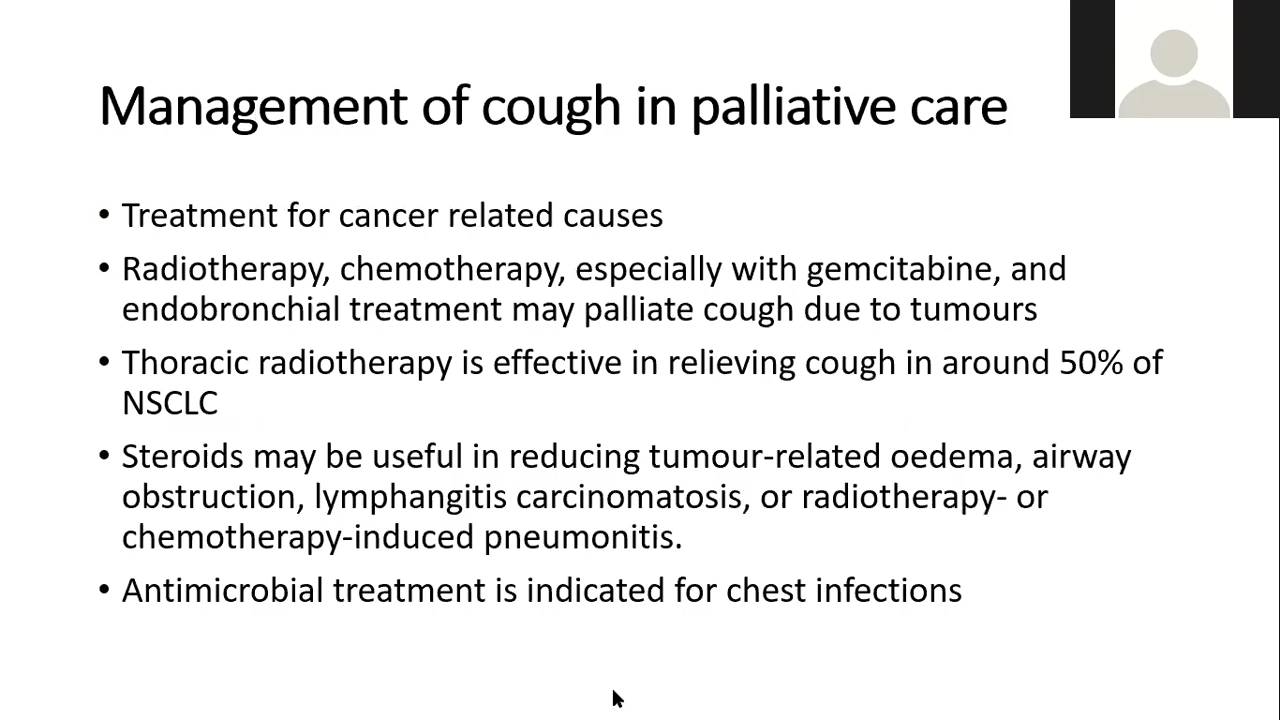 Management of cough in palliative care
• Treatment for cancer related causes
• Radiotherapy, chemotherapy, especially with gemcitabine, and
endobronchial treatment may palliate cough due to tumours
• Thoracic radiotherapy is effective in relieving cough in around 50% of
NSCLC
• Steroids may be useful in reducing tumour-related oedema, airway
obstruction, lymphangitis carcinomatosis, or radiotherapy- or
chemotherapy-induced pneumonitis.
• Antimicrobial treatment is indicated for chest infections